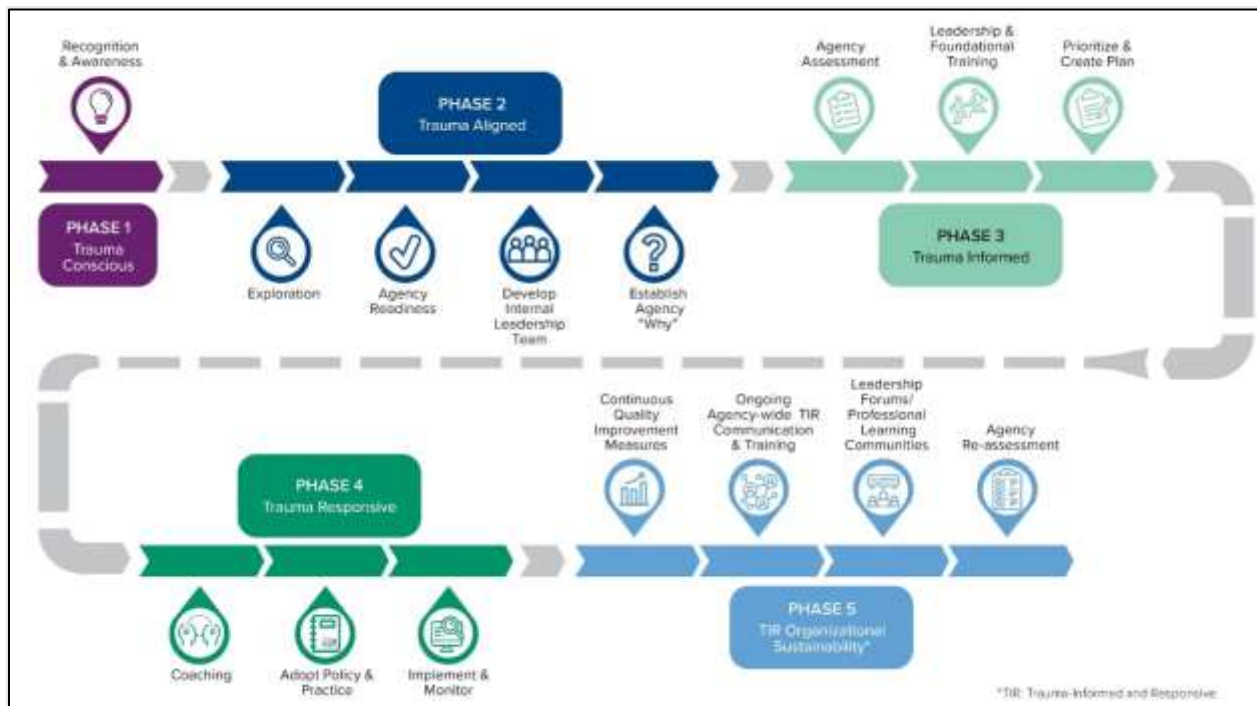 Recognition
& Awareness
PHASE 1
Trauma
Conscious
PHASE 2
Trauma Aligned
Exploration
Agency
Readiness
Develop
Internal
Leadership
Team
Establish
Agency
"Why"
Agency
Assessment
Leadership &
Foundational
Training
Prioritize &
Create Plan
PHASE 3
Trauma Informed
PHASE 4
Trauma Responsive
Coaching
Adopt Policy &
Practice
Implement &
Monitor
Continuous
Quality
Improvement
Measures
Ongoing
Agency-wide TIR
Communication
& Training
Leadership
Forums/
Professional
Learning
Communities
Agency
Re-assessment
PHASE 5
TIR Organizational
Sustainability*
*TIR: Trauma-Informed and Responsive